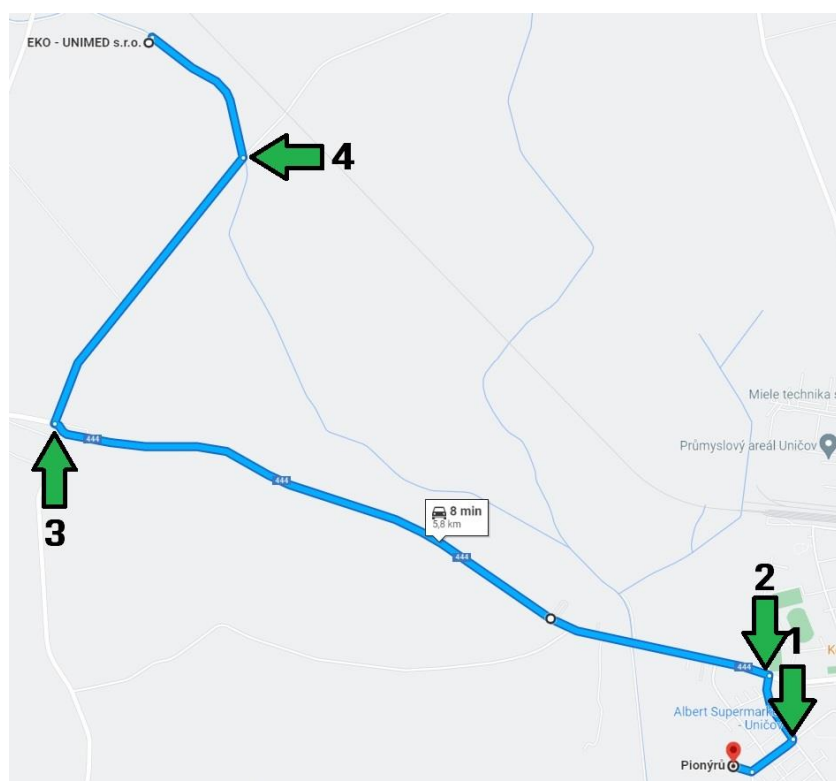 EKO - UNIMED s.r.o.
4
Miele technika s
Průmyslový areál Uničov
444
3
444
8 min
5,8 km
444
2
1
444
Albert Supermark
- Uničov
Pionýrů